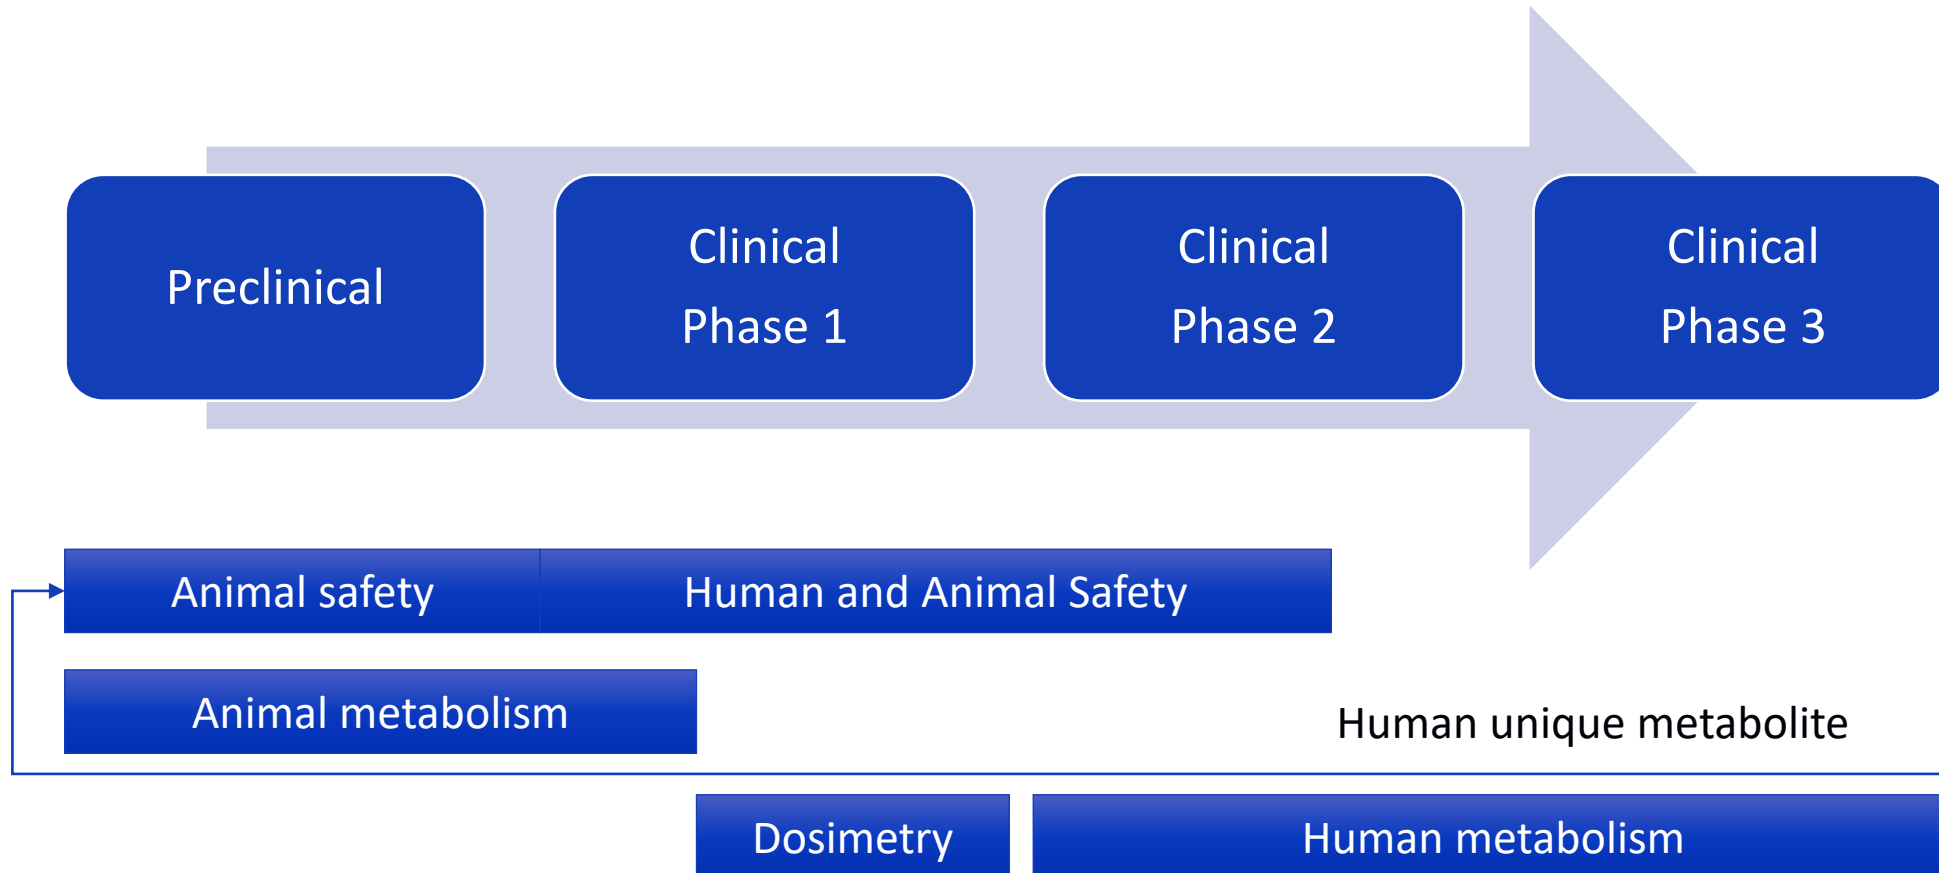 Preclinical
Clinical
Phase 1
Clinical
Phase 2
Clinical
Phase 3
Animal safety
Human and Animal Safety
Animal metabolism
Human unique metabolite
Dosimetry
Human metabolism